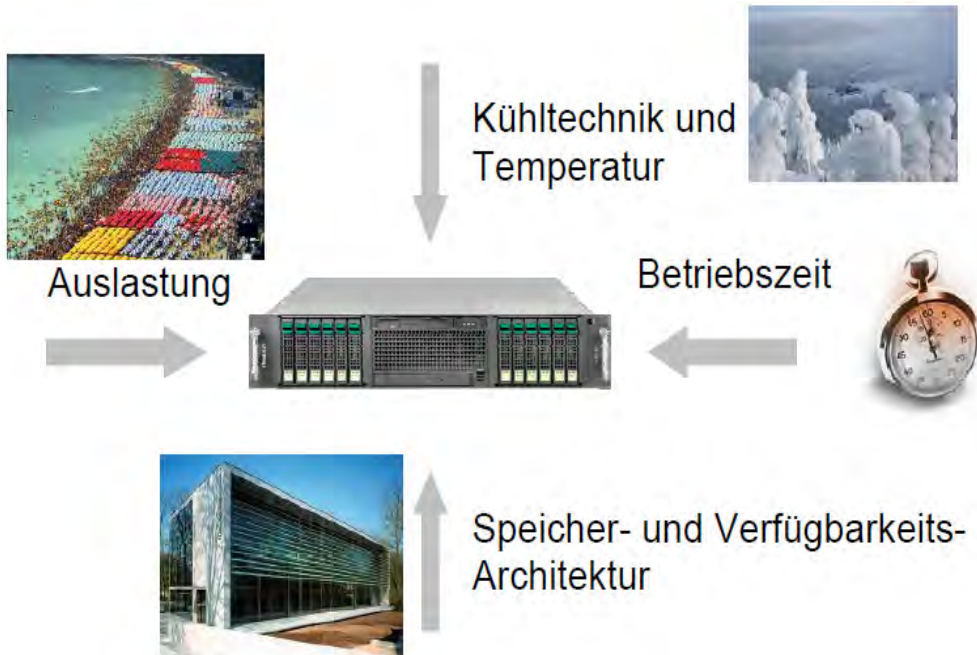 Kühltechnik und
Temperatur
Auslastung
Betriebszeit
Speicher- und Verfügbarkeits-
Architektur